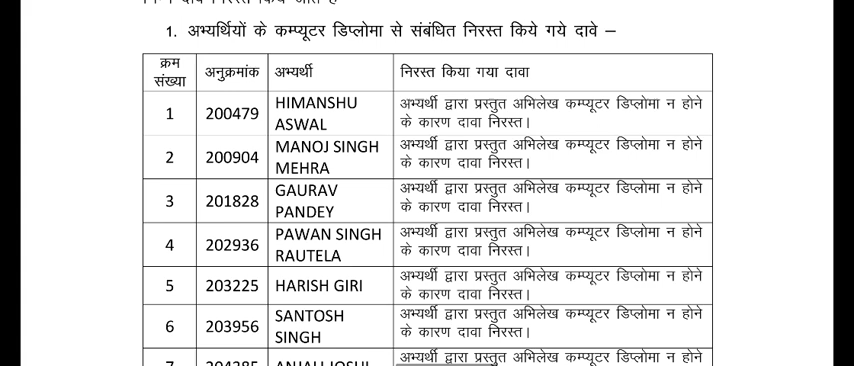 1. अभ्यर्थियों के कम्प्यूटर डिप्लोमा से संबंधित निरस्त किये गये दावे –
क्रम संख्या अनुक्रमांक अभ्यर्थी निरस्त किया गया दावा
1 200479 HIMANSHU ASWAL अभ्यर्थी द्वारा प्रस्तुत अभिलेख कम्प्यूटर डिप्लोमा न होने
के कारण दावा निरस्त।
2 200904 MANOJ SINGH MEHRA अभ्यर्थी द्वारा प्रस्तुत अभिलेख कम्प्यूटर डिप्लोमा न होने
के कारण दावा निरस्त।
3 201828 GAURAV PANDEY अभ्यर्थी द्वारा प्रस्तुत अभिलेख कम्प्यूटर डिप्लोमा न होने
के कारण दावा निरस्त।
4 202936 PAWAN SINGH RAUTELA अभ्यर्थी द्वारा प्रस्तुत अभिलेख कम्प्यूटर डिप्लोमा न होने
के कारण दावा निरस्त।
5 203225 HARISH GIRI अभ्यर्थी द्वारा प्रस्तुत अभिलेख कम्प्यूटर डिप्लोमा न होने
के कारण दावा निरस्त।
6 203956 SANTOSH SINGH अभ्यर्थी द्वारा प्रस्तुत अभिलेख कम्प्यूटर डिप्लोमा न होने
के कारण दावा निरस्त।
अभ्यर्थी द्वारा प्रस्तुत अभिलेख कम्प्यूटर डिप्लोमा न होने